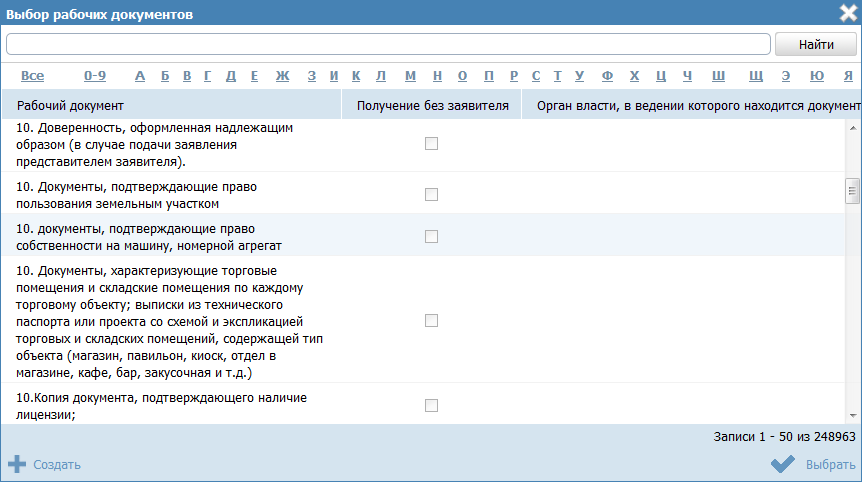 Выбор рабочих документов
Найти
Все 0-9 А Б В Г Д Е Ж З И К Л М Н О П Р С Т У Ф Х Ц Ч Ш Щ Э Ю Я
Рабочий документ Получение без заявителя Орган власти, в ведении которого находится документ
10. Доверенность, оформленная надлежащим
образом (в случае подачи заявления
представителем заявителя).
10. Документы, подтверждающие право
пользования земельным участком
10. документы, подтверждающие право
собственности на машину, номерной агрегат
10. Документы, характеризующие торговые
помещения и складские помещения по каждому
торговому объекту; выписки из технического
паспорта или проекта со схемой и экспликацией
торговых и складских помещений, содержащей тип
объекта (магазин, павильон, киоск, отдел в
магазине, кафе, бар, закусочная и т.д.)
10.Копия документа, подтверждающего наличие
лицензии;
Записи 1 - 50 из 248963
Создать Выбрать